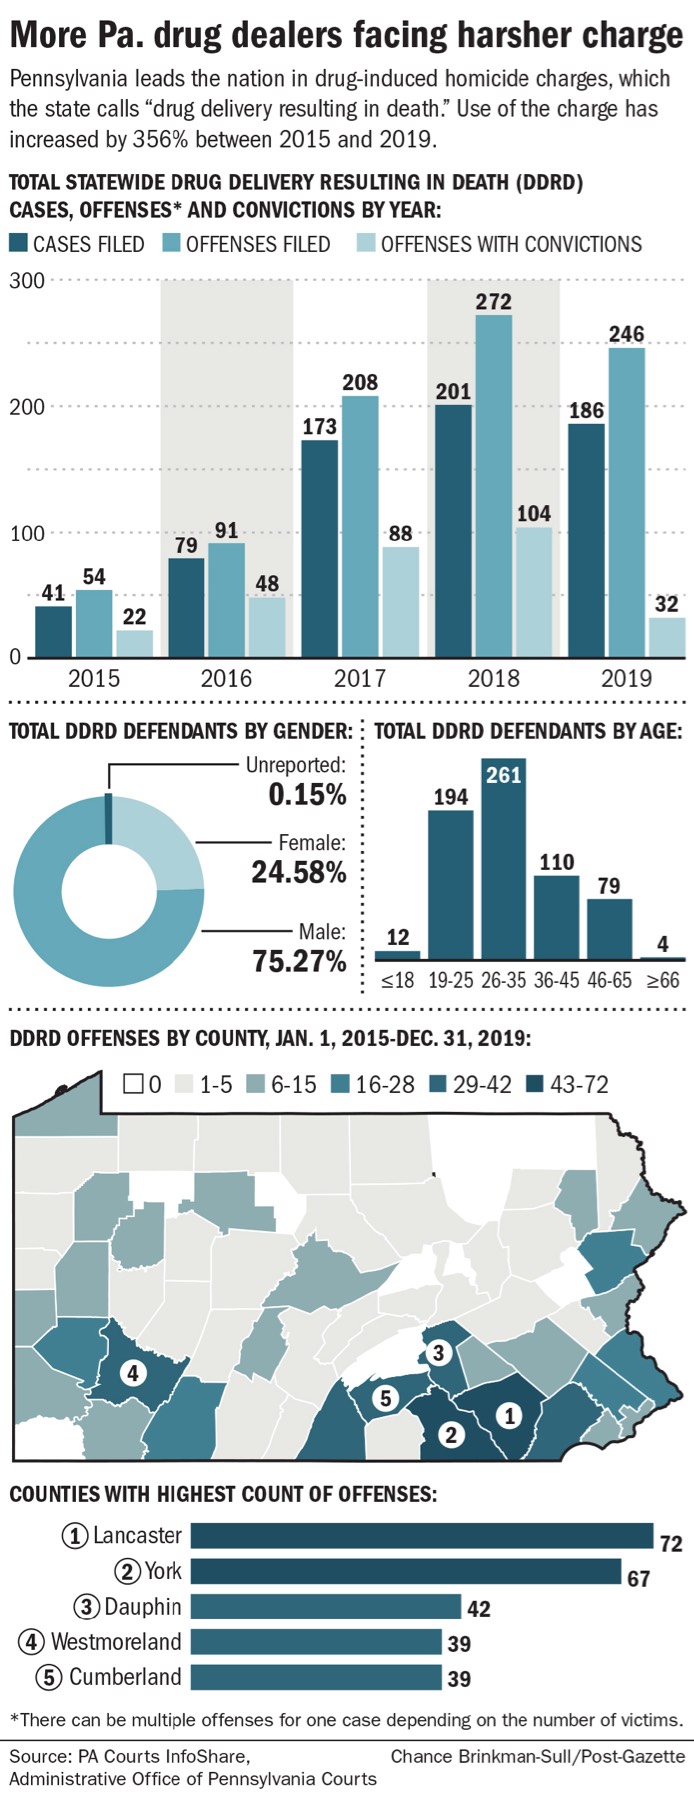 More Pa. drug dealers facing harsher charge
Pennsylvania leads the nation in drug-induced homicide charges, which
the state calls “drug delivery resulting in death.” Use of the charge has
increased by 356% between 2015 and 2019.
TOTAL STATEWIDE DRUG DELIVERY RESULTING IN DEATH (DDRD)
CASES, OFFENSES* AND CONVICTIONS BY YEAR:
CASES FILED OFFENSES FILED OFFENSES WITH CONVICTIONS
300
272
246
208
201
200
186
173
104
100
91
88
79
54
48
41
32
22
0
2015 2016 2017 2018 2019
TOTAL DDRD DEFENDANTS BY GENDER:
Unreported:
0.15%
Female:
24.58%
Male:
75.27%
TOTAL DDRD DEFENDANTS BY AGE:
12 194 261 110 79 4
≤18 19-25 26-35 36-45 46-65 ≥66
DDRD OFFENSES BY COUNTY, JAN. 1, 2015-DEC. 31, 2019:
0 1-5 6-15 16-28 29-42 43-72
3
4
5
1
2
COUNTIES WITH HIGHEST COUNT OF OFFENSES:
1 Lancaster 72
2 York 67
3 Dauphin 42
4 Westmoreland 39
5 Cumberland 39
*There can be multiple offenses for one case depending on the number of victims.
Source: PA Courts InfoShare, Chance Brinkman-Sull/Post-Gazette
Administrative Office of Pennsylvania Courts